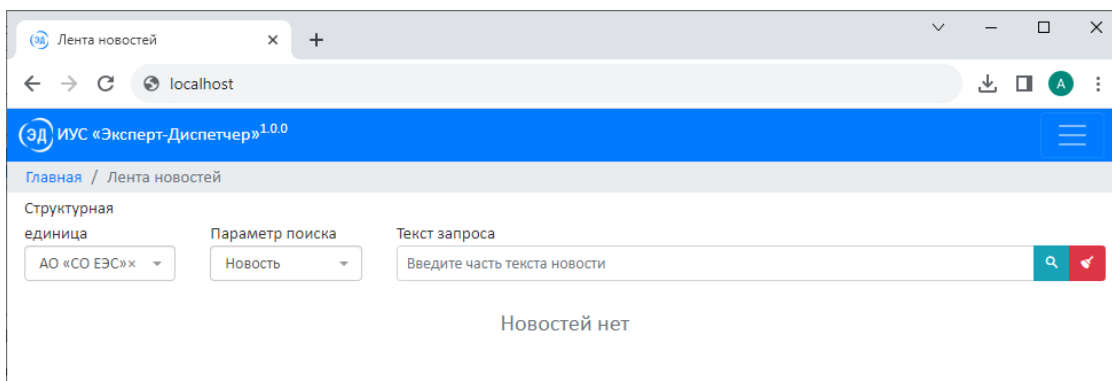 ЭД Лента новостей
localhost
A
ЭД ИУС «Эксперт-Диспетчер»1.0.0
Главная / Лента новостей
Структурная
единица Параметр поиска Текст запроса
АО «СО ЕЭС»× Новость Введите часть текста новости
Новостей нет